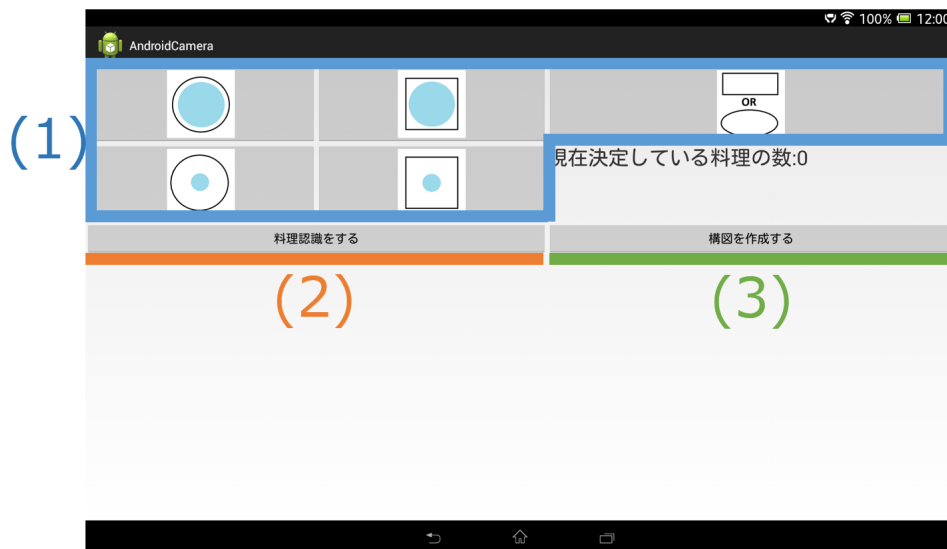 100% 12:00
AndroidCamera
(1)
OR
現在決定している料理の数:0
料理認識をする
構図を作成する
(2)
(3)